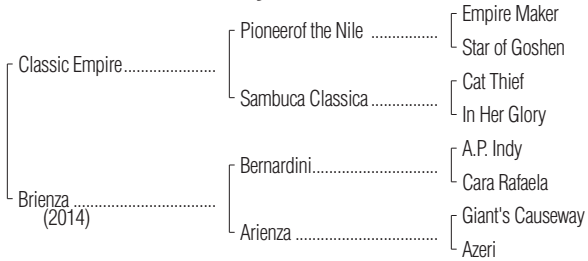 Empire Maker
Pioneerof the Nile ................
Star of Goshen
Classic Empire......................
Cat Thief
Sambuca Classica ................
In Her Glory
A.P. Indy
Bernardini..............................
Cara Rafaela
Brienza ..................................
(2014)
Giant's Causeway
Arienza ..................................
Azeri